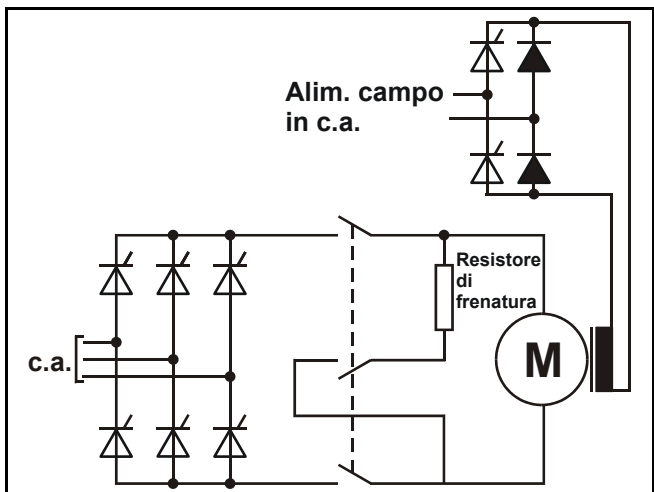 Alim. campo
in c.a.
Resistore
di
frenatura
c.a.
M